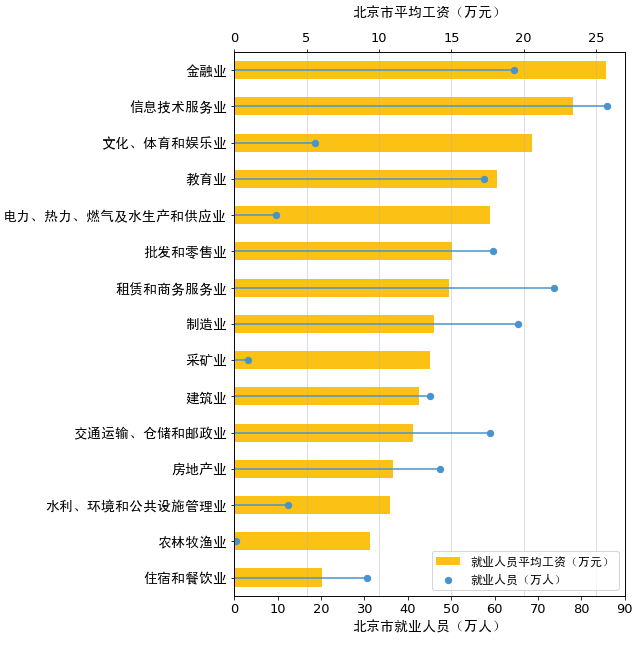 北京市平均工资（万元）
0 5 10 15 20 25
金融业
信息技术服务业
文化、体育和娱乐业
教育业
电力、热力、燃气及水生产和供应业
批发和零售业
租赁和商务服务业
制造业
采矿业
建筑业
交通运输、仓储和邮政业
房地产业
水利、环境和公共设施管理业
农林牧渔业
住宿和餐饮业
就业人员平均工资（万元）
就业人员（万人）
0 10 20 30 40 50 60 70 80 90
北京市就业人员（万人）